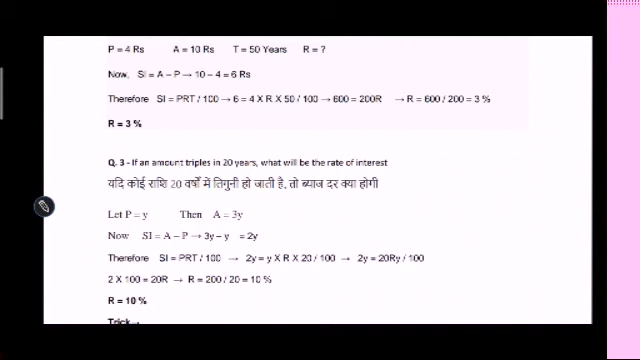 P = 4 Rs A = 10 Rs T = 50 Years R = ?
Now, SI = A – P → 10 – 4 = 6 Rs
Therefore SI = PRT / 100 → 6 = 4 X R X 50 / 100 → 600 = 200R → R = 600 / 200 = 3 %
R = 3 %
Q. 3 - If an amount triples in 20 years, what will be the rate of interest
यदि कोई राशि 20 वर्षों में तिगुनी हो जाती है, तो ब्याज दर क्या होगी
Let P = y Then A = 3y
Now SI = A – P → 3y – y = 2y
Therefore SI = PRT / 100 → 2y = y X R X 20 / 100 → 2y = 20Ry / 100
2 X 100 = 20R → R = 200 / 20 = 10 %
R = 10 %
Trick –